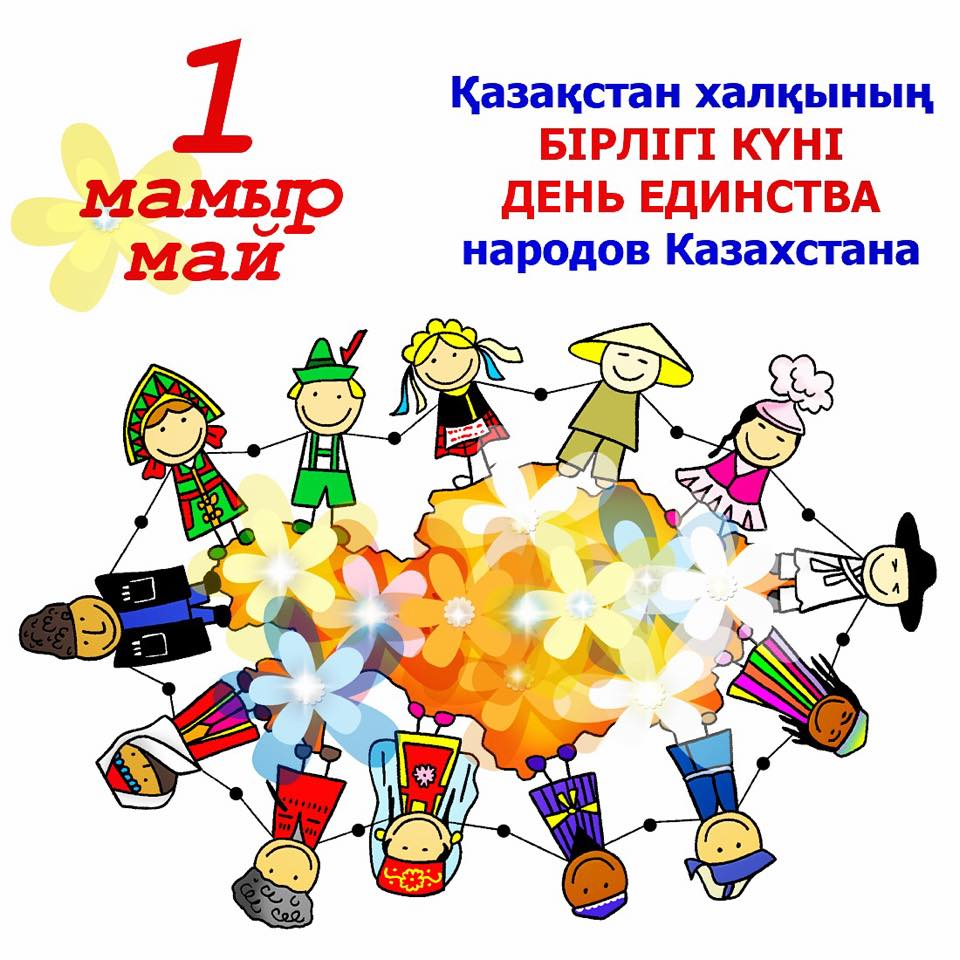 1
мамыр
май
Қазақстан халқының
БІРЛІГІ КҮНІ
ДЕНЬ ЕДИНСТВА
народов Казахстана